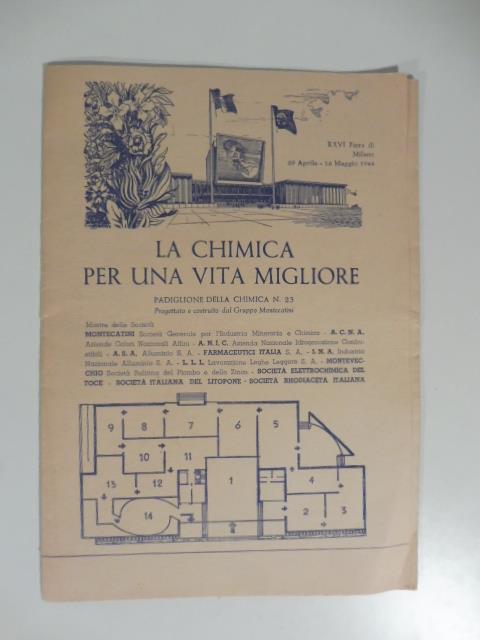 XXVI Fiera di
Milano
29 Aprile - 16 Maggio 1948
LA CHIMICA
PER UNA VITA MIGLIORE
PADIGLIONE DELLA CHIMICA N. 23
Progettato e costruito dal Gruppo Montecatini
Mostre delle Società
MONTECATINI Società Generale per l'Industria Mineraria e Chimica - A.C.N.A.
Aziende Colori Nazionali Affini - A.N.I.C. Azienda Nazionale Idrogenazione Combu-
stibili - A.S.A. Alluminio S. A. - FARMACEUTICI ITALIA S. A. - I.N.A. Industria
Nazionale Alluminio S. A. - L.L.L. Lavorazione Leghe Leggere S. A. - MONTEVEC-
CHIO Società Italiana del Piombo e dello Zinco - SOCIETÀ ELETTROCHIMICA DEL
TOCE - SOCIETÀ ITALIANA DEL LITOPONE - SOCIETÀ RHODIACETA ITALIANA
9 8 7 6 5
10 11
13 12 1 4
14 2 3